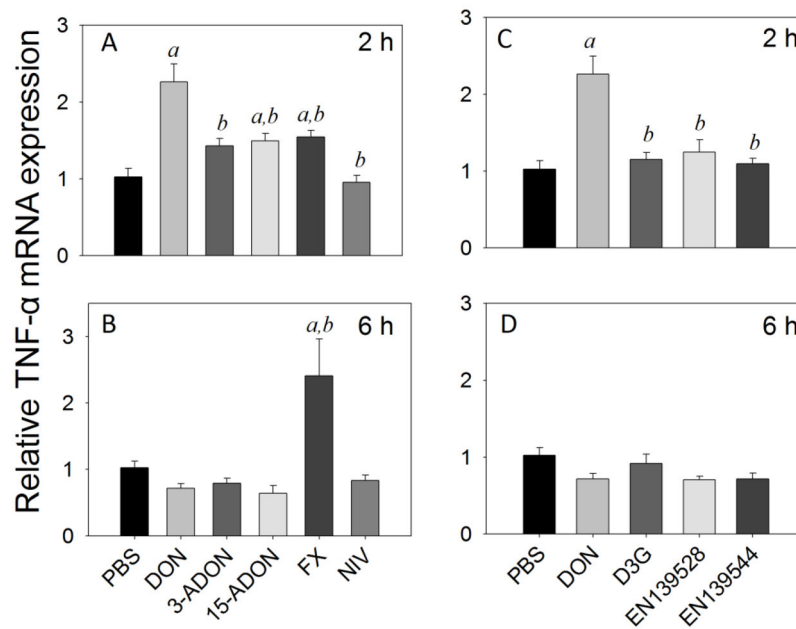 Relative TNF-α mRNA expression
A 2 h
3
2
1
0
a
b
a,b
a,b
b
B 6 h
3
2
1
0
a,b
PBS
DON
3-ADON
15-ADON
FX
NIV
C 2 h
3
2
1
0
a
b
b
b
D 6 h
3
2
1
0
PBS
DON
D3G
EN139528
EN139544